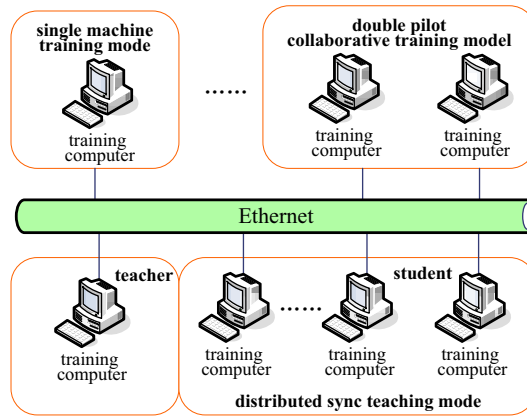 single machine
training mode
double pilot
collaborative training model
......
training
computer
training
computer
training
computer
Ethernet
teacher
student
......
training
computer
training
computer
training
computer
training
computer
distributed sync teaching mode